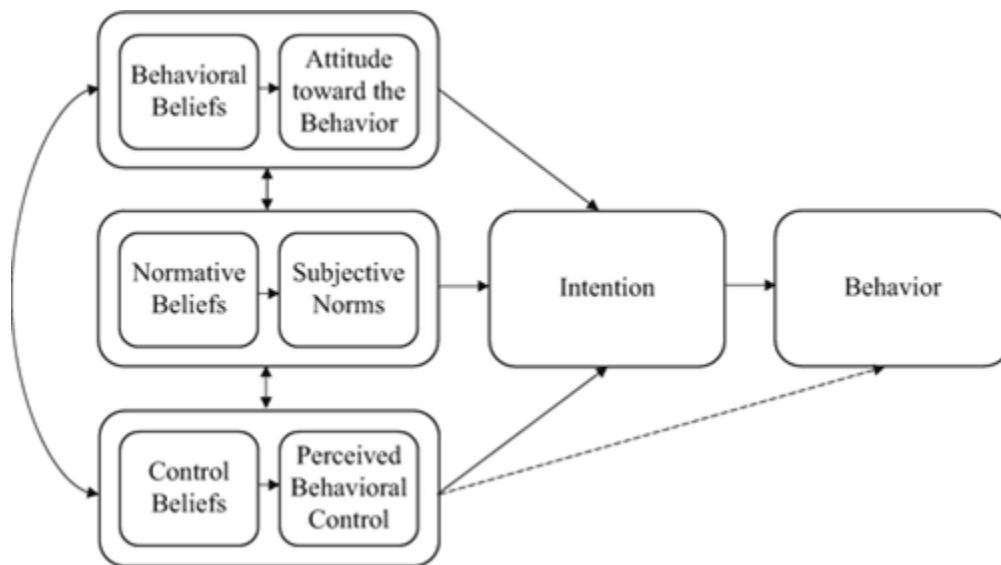 Behavioral
Beliefs
Attitude
toward the
Behavior
Normative
Beliefs
Subjective
Norms
Intention
Behavior
Control
Beliefs
Perceived
Behavioral
Control